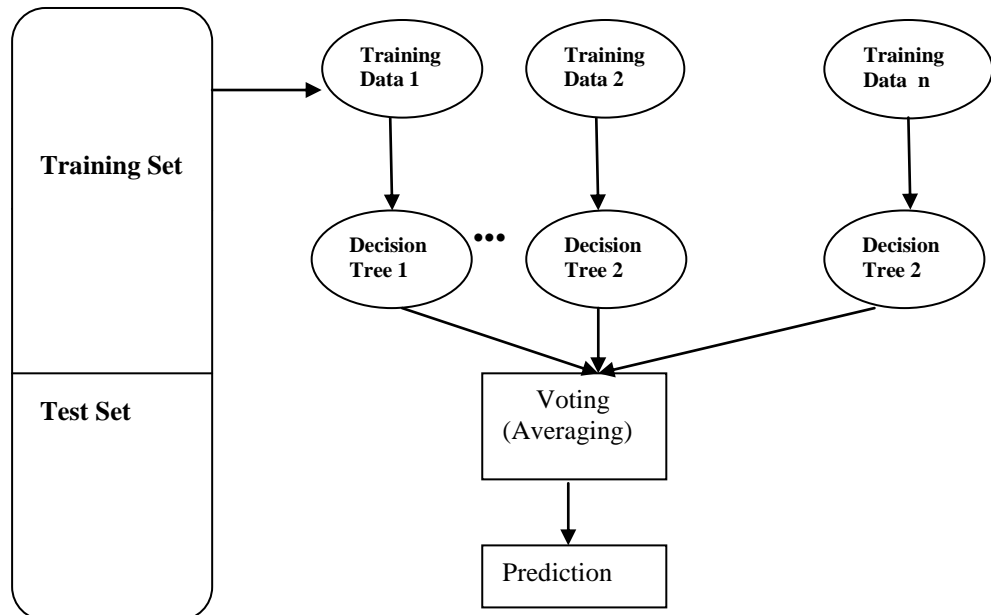 Training
Data 1
Training
Data 2
Training
Data n
Training Set
Decision
Tree 1
•••
Decision
Tree 2
Decision
Tree 2
Test Set
Voting
(Averaging)
Prediction